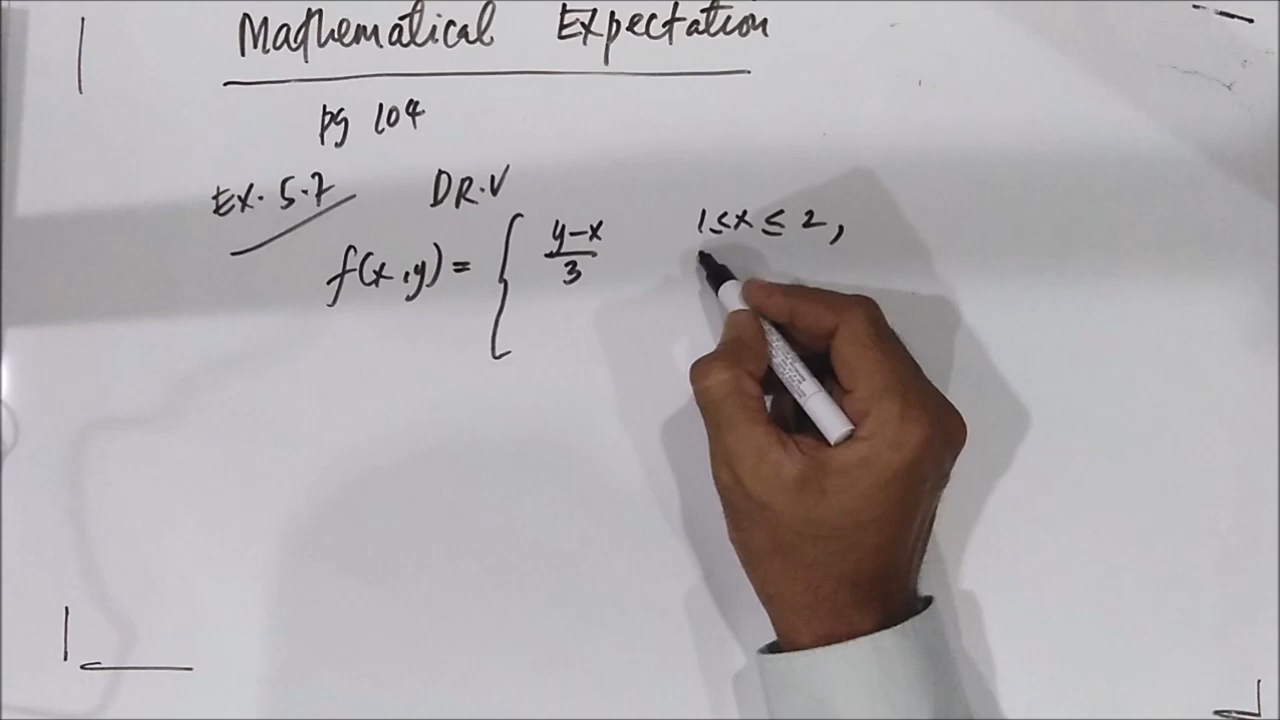 Mathematical Expectation
pg 104
Ex. 5.7 DR.V
f(x,y) = { y-x/3 1≤x≤2,